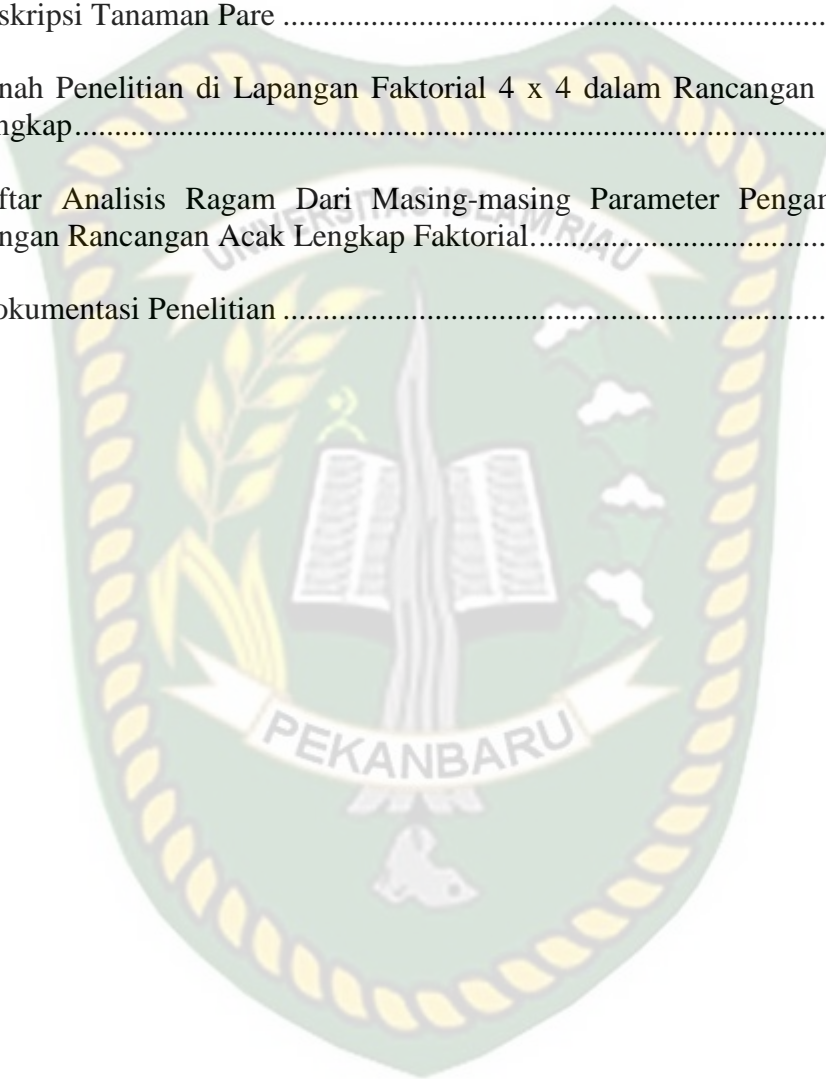 skripsi Tanaman Pare ........................................................................
nah Penelitian di Lapangan Faktorial 4 x 4 dalam Rancangan
ngkap...............................................................................................
ftar Analisis Ragam Dari Masing-masing Parameter Pengar
ngan Rancangan Acak Lengkap Faktorial.......................................
okumentasi Penelitian ........................................................................
UNIVERSITAS ISLAM RIAU
PEKANBARU